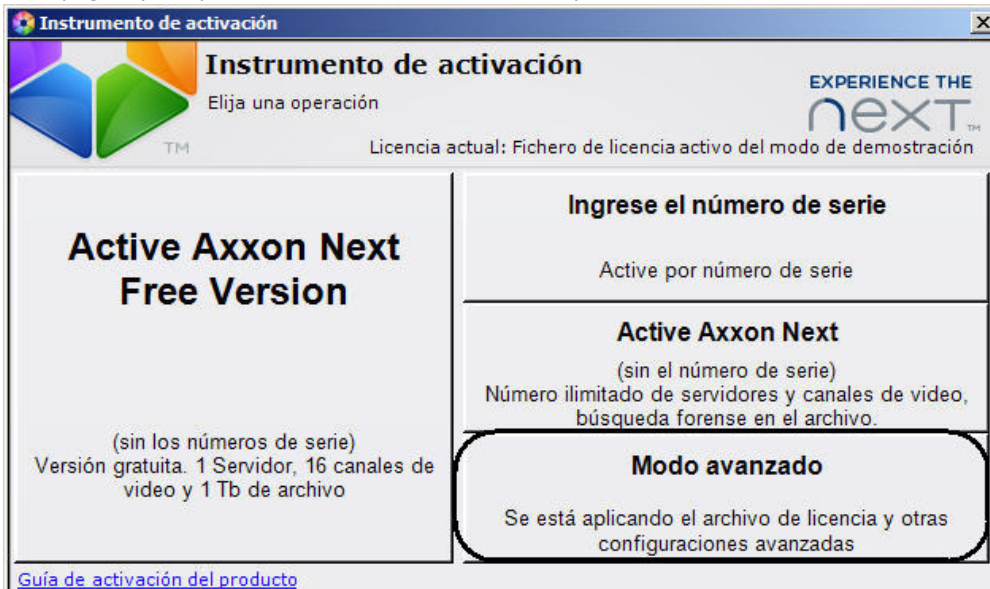 Instrumento de activación
Instrumento de activación
Elija una operación
EXPERIENCE THE
next
TM
TM
Licencia actual: Fichero de licencia activo del modo de demostración
Active Axxon Next
Free Version
(sin los números de serie)
Versión gratuita. 1 Servidor, 16 canales de
video y 1 Tb de archivo
Ingrese el número de serie
Active por número de serie
Active Axxon Next
(sin el número de serie)
Número ilimitado de servidores y canales de video,
búsqueda forense en el archivo.
Modo avanzado
Se está aplicando el archivo de licencia y otras
configuraciones avanzadas
Guía de activación del producto